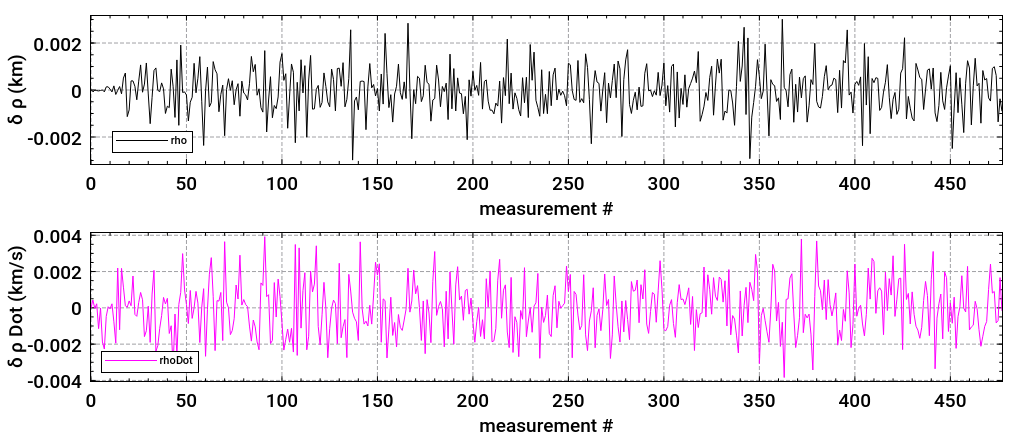 δ ρ (km)
0.002
0
-0.002
rho
0 50 100 150 200 250 300 350 400 450
measurement #
δ ρ Dot (km/s)
0.004
0.002
0
-0.002
-0.004
rhoDot
0 50 100 150 200 250 300 350 400 450
measurement #